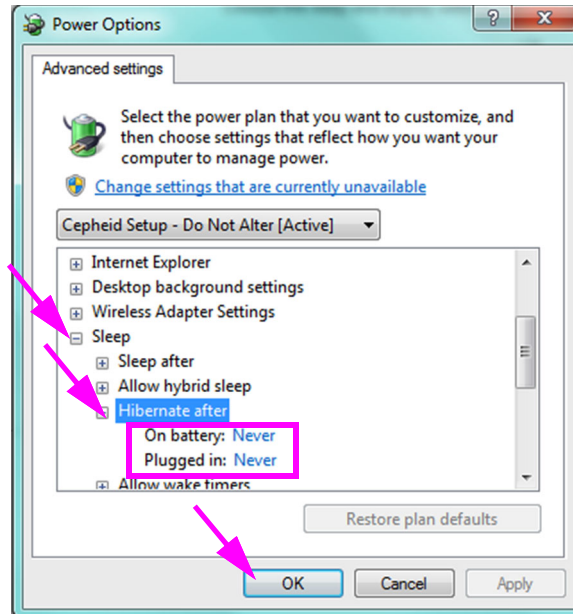 Power Options
Advanced settings
Select the power plan that you want to customize, and
then choose settings that reflect how you want your
computer to manage power.
Change settings that are currently unavailable
Cepheid Setup - Do Not Alter [Active]
Internet Explorer
Desktop background settings
Wireless Adapter Settings
Sleep
Sleep after
Allow hybrid sleep
Hibernate after
On battery: Never
Plugged in: Never
Allow wake timers
Restore plan defaults
OK Cancel Apply